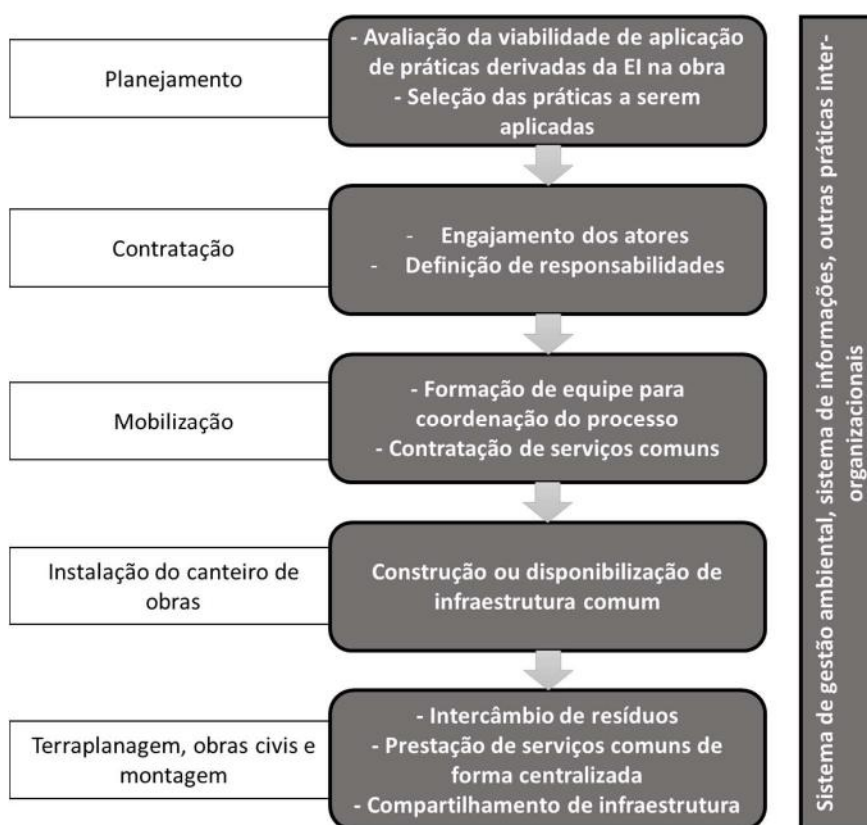 Planejamento
- Avaliação da viabilidade de aplicação
de práticas derivadas da EI na obra
- Seleção das práticas a serem
aplicadas
Contratação
- Engajamento dos atores
- Definição de responsabilidades
Mobilização
- Formação de equipe para
coordenação do processo
- Contratação de serviços comuns
Instalação do canteiro de
obras
Construção ou disponibilização de
infraestrutura comum
Terraplanagem, obras civis e
montagem
- Intercâmbio de resíduos
- Prestação de serviços comuns de
forma centralizada
- Compartilhamento de infraestrutura
Sistema de gestão ambiental, sistema de informações, outras práticas inter-
organizacionais